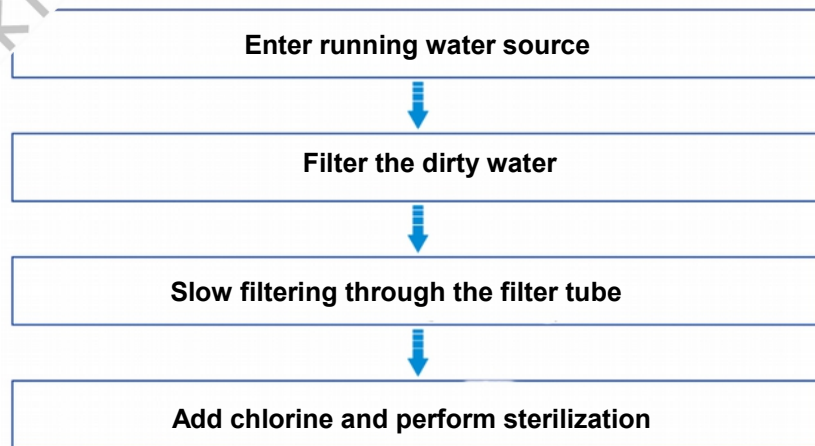 Enter running water source
Filter the dirty water
Slow filtering through the filter tube
Add chlorine and perform sterilization